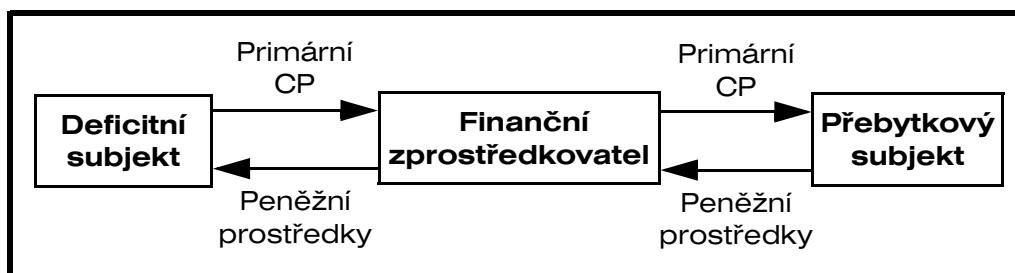 Primární
CP
Primární
CP
Deficitní
subjekt
Finanční
zprostředkovatel
Přebytkový
subjekt
Peněžní
prostředky
Peněžní
prostředky